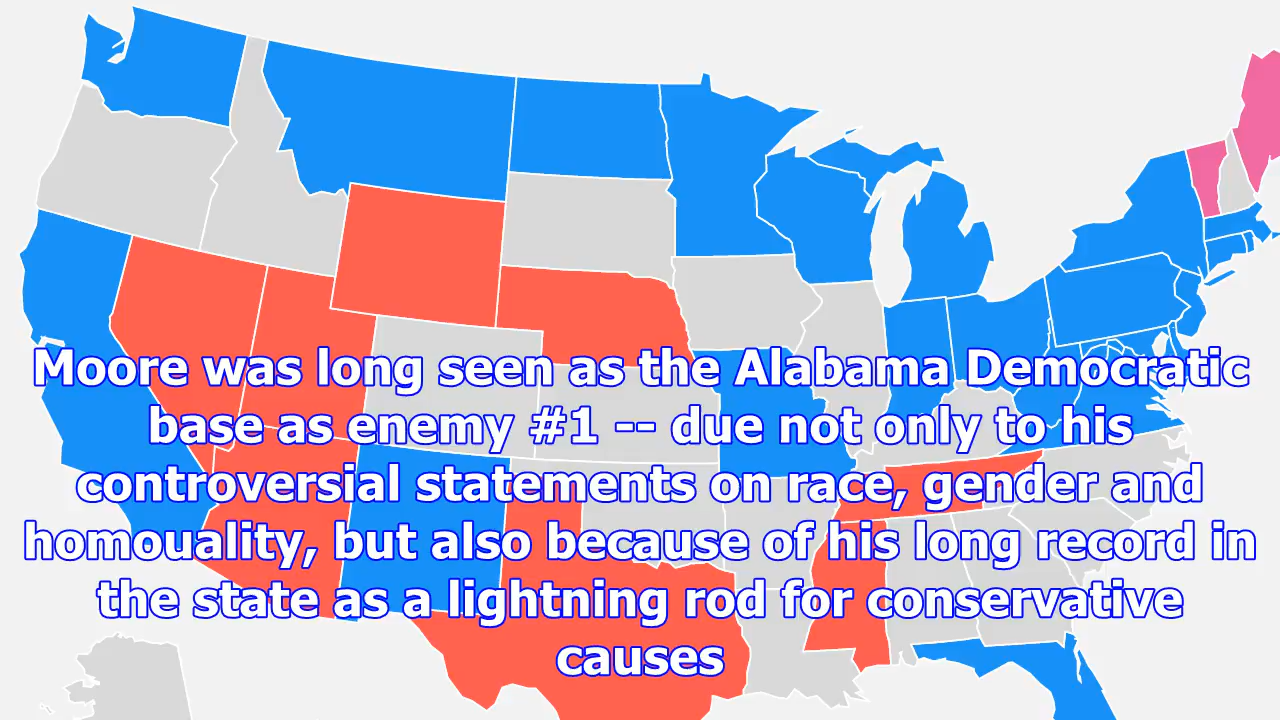 Moore was long seen as the Alabama Democratic
base as enemy #1 -- due not only to his
controversial statements on race, gender and
homouality, but also because of his long record in
the state as a lightning rod for conservative
causes